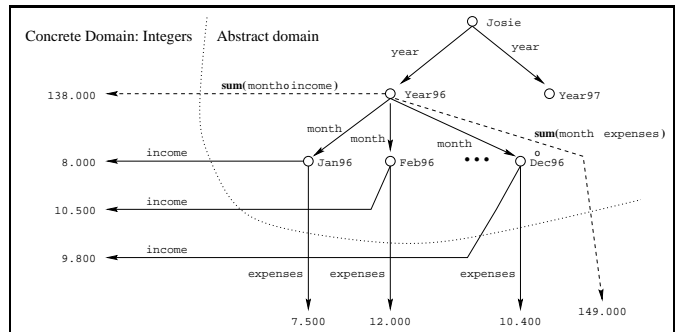 Josie
Concrete Domain: Integers
Abstract domain
year
year
sum(month∘income)
138.000
Year96
Year97
month
month
month
sum(month expenses)
∘
income
8.000
Jan96
Feb96
•••
Dec96
income
10.500
income
9.800
expenses
expenses
expenses
7.500
12.000
10.400
149.000